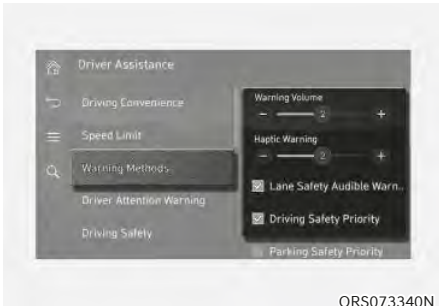 Driver Assistance
Driving Convenience
Speed Limit
Warning Methods
Driver Attention Warning
Driving Safety
Warning Volume
- 2 +
Haptic Warning
- 2 +
Lane Safety Audible Warn..
Driving Safety Priority
Parking Safety Priority
ORS073340N